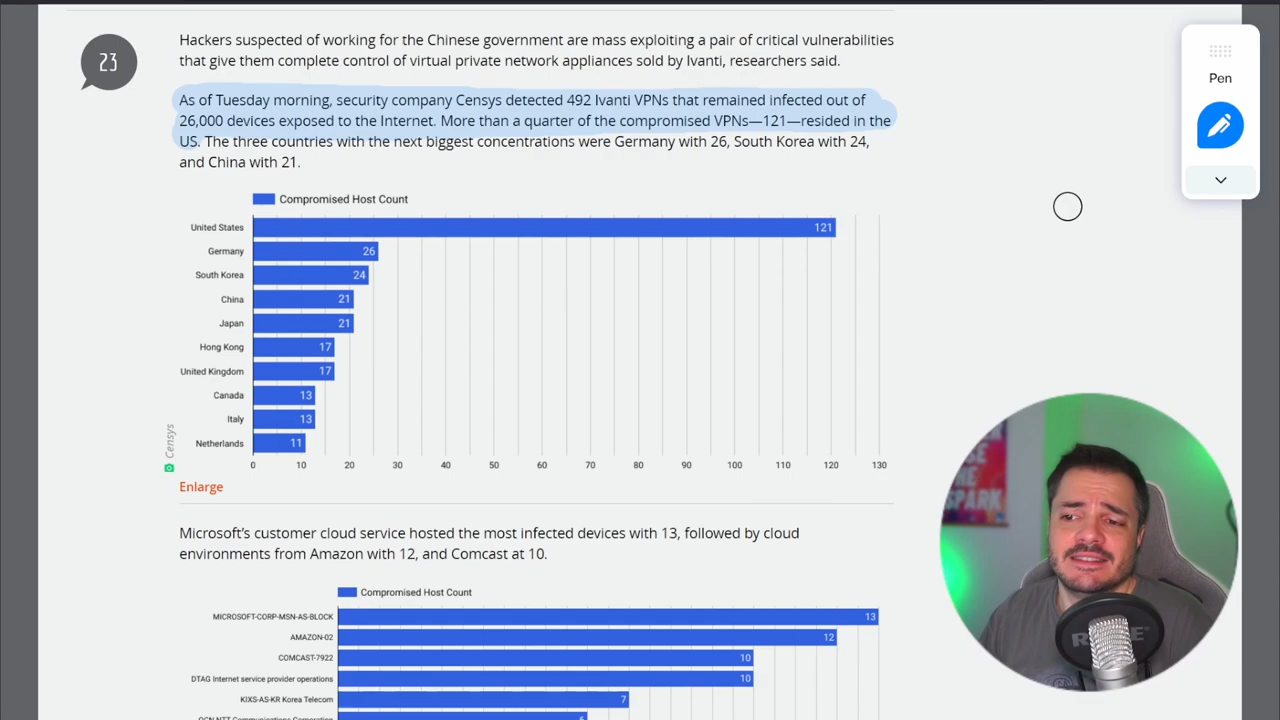 23
Hackers suspected of working for the Chinese government are mass exploiting a pair of critical vulnerabilities
that give them complete control of virtual private network appliances sold by Ivanti, researchers said.
As of Tuesday morning, security company Censys detected 492 Ivanti VPNs that remained infected out of
26,000 devices exposed to the Internet. More than a quarter of the compromised VPNs—121—resided in the
US. The three countries with the next biggest concentrations were Germany with 26, South Korea with 24,
and China with 21.
Pen
Compromised Host Count
United States 121
Germany 26
South Korea 24
China 21
Japan 21
Hong Kong 17
United Kingdom 17
Canada 13
Italy 13
Netherlands 11
0 10 20 30 40 50 60 70 80 90 100 110 120 130
Censys
Enlarge
Microsoft's customer cloud service hosted the most infected devices with 13, followed by cloud
environments from Amazon with 12, and Comcast at 10.
Compromised Host Count
MICROSOFT-CORP-MSN-AS-BLOCK 13
AMAZON-02 12
COMCAST-7922 10
DTAG Internet service provider operations 10
KIXS-AS-KR Korea Telecom 7
THE
SPARK